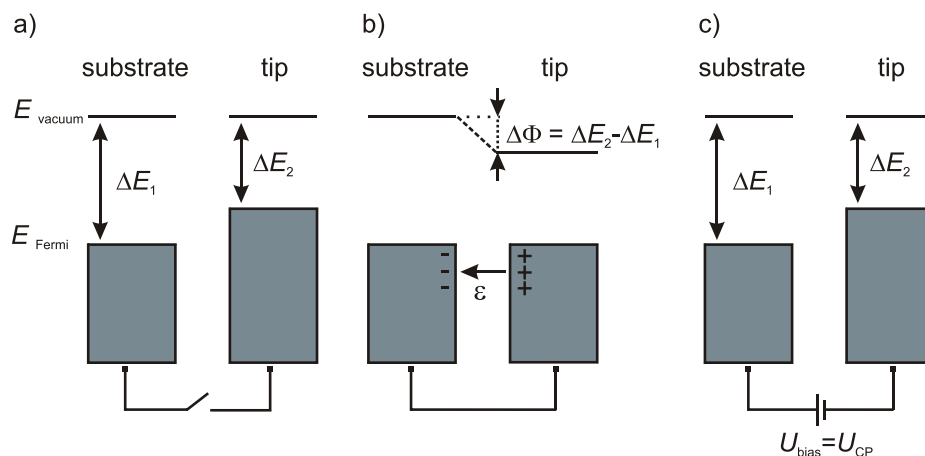 a)
substrate tip
E vacuum
ΔE1
ΔE2
E Fermi
b)
substrate tip
ΔΦ = ΔE2-ΔE1
- +
- +
- +
ε
c)
substrate tip
ΔE1
ΔE2
Ubias=UCP